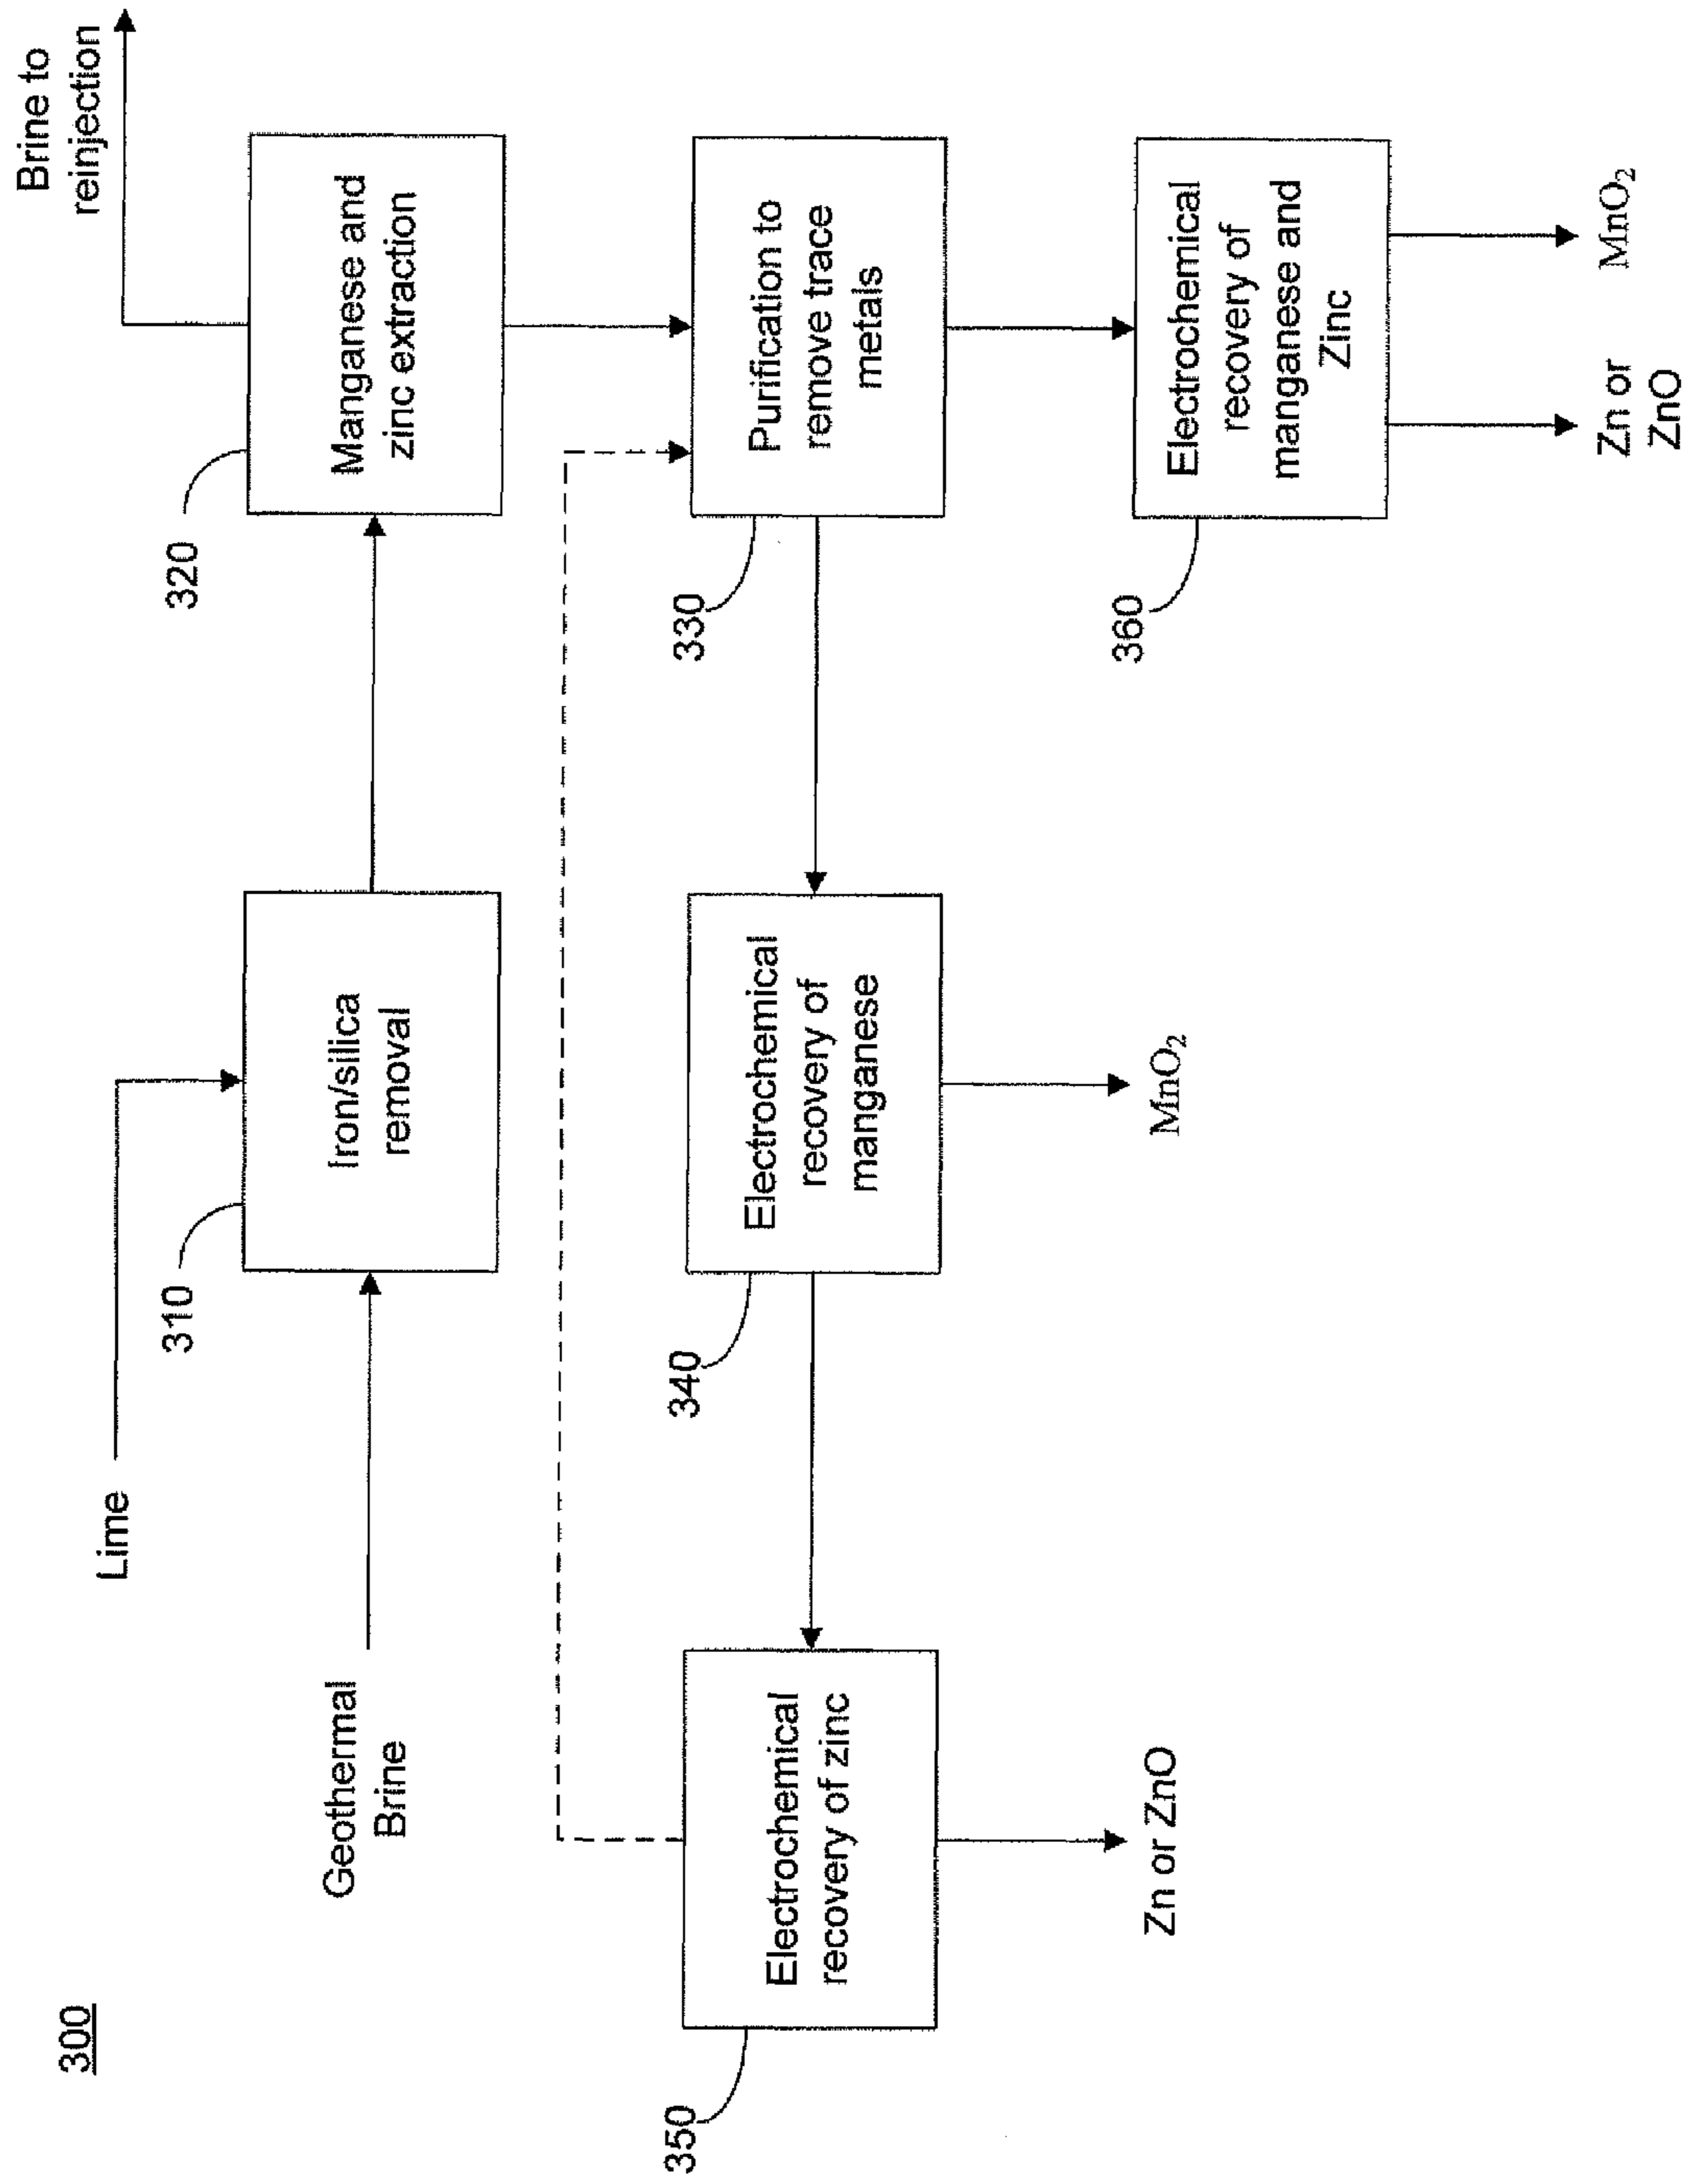 300
Lime
Brine to
reinjection
310
320
Geothermal
Brine
Iron/silica
removal
Manganese and
zinc extraction
350
340
330
Electrochemical
recovery of zinc
Electrochemical
recovery of
manganese
Purification to
remove trace
metals
Zn or ZnO
MnO₂
360
Electrochemical
recovery of
manganese and
Zinc
Zn or
ZnO
MnO₂